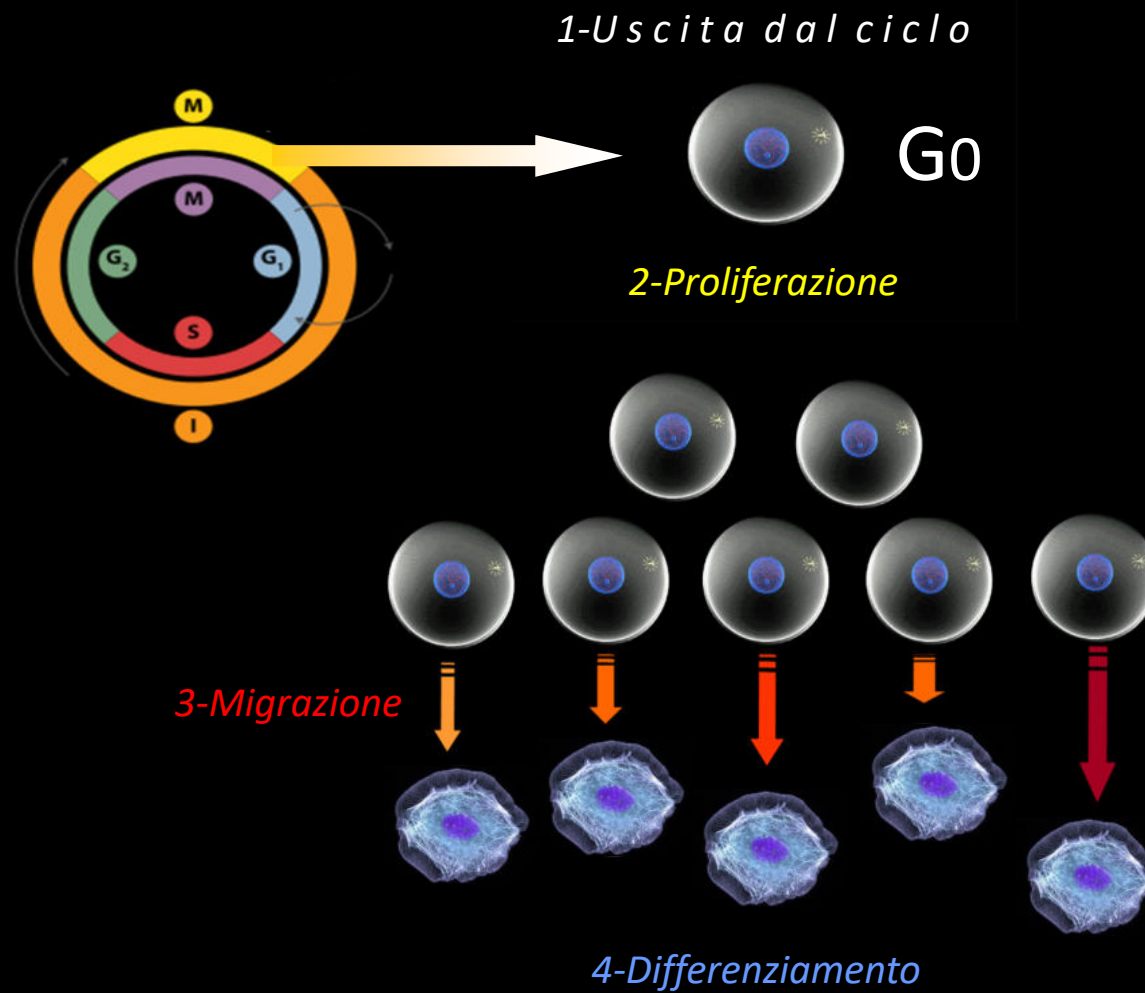 1-Uscita dal ciclo
M
M
G0
G2
G1
2-Proliferazione
S
I
3-Migrazione
4-Differenziamento